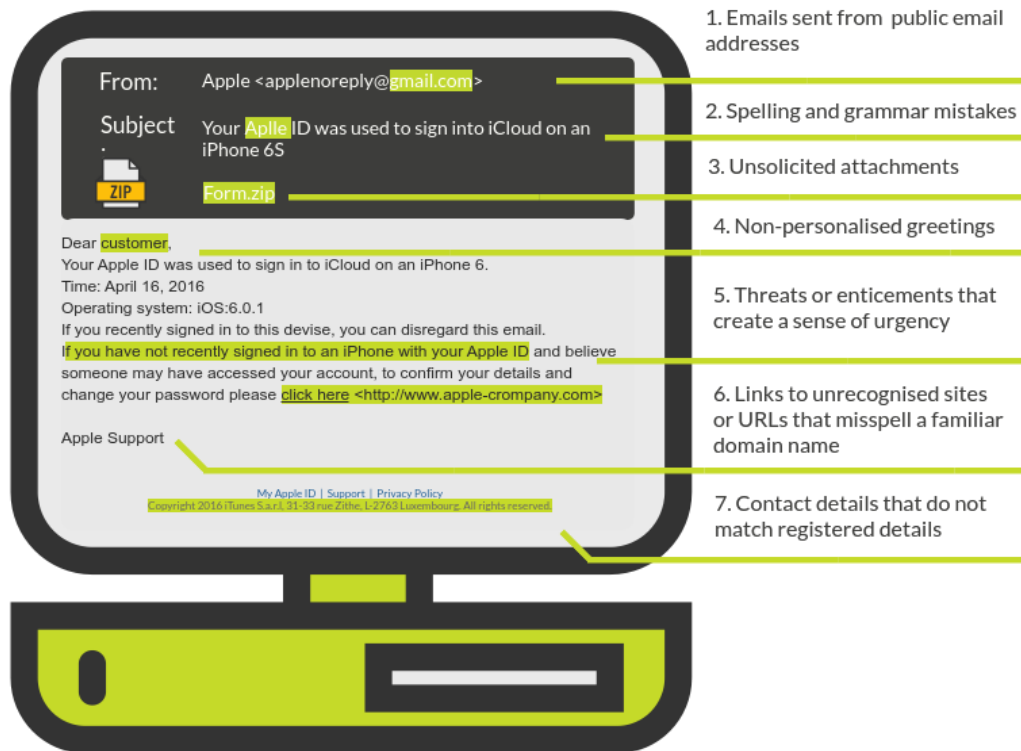 From: Apple <applenoreply@gmail.com>
Subject
:
Your Aplle ID was used to sign into iCloud on an
iPhone 6S
ZIP
Form.zip
Dear customer,
Your Apple ID was used to sign in to iCloud on an iPhone 6.
Time: April 16, 2016
Operating system: iOS:6.0.1
If you recently signed in to this devise, you can disregard this email.
If you have not recently signed in to an iPhone with your Apple ID and believe
someone may have accessed your account, to confirm your details and
change your password please click here <http://www.apple-crompany.com>
Apple Support
My Apple ID | Support | Privacy Policy
Copyright 2016 iTunes S.a.r.l, 31-33 rue Zithe, L-2763 Luxembourg. All rights reserved.
1. Emails sent from public email
addresses
2. Spelling and grammar mistakes
3. Unsolicited attachments
4. Non-personalised greetings
5. Threats or enticements that
create a sense of urgency
6. Links to unrecognised sites
or URLs that misspell a familiar
domain name
7. Contact details that do not
match registered details